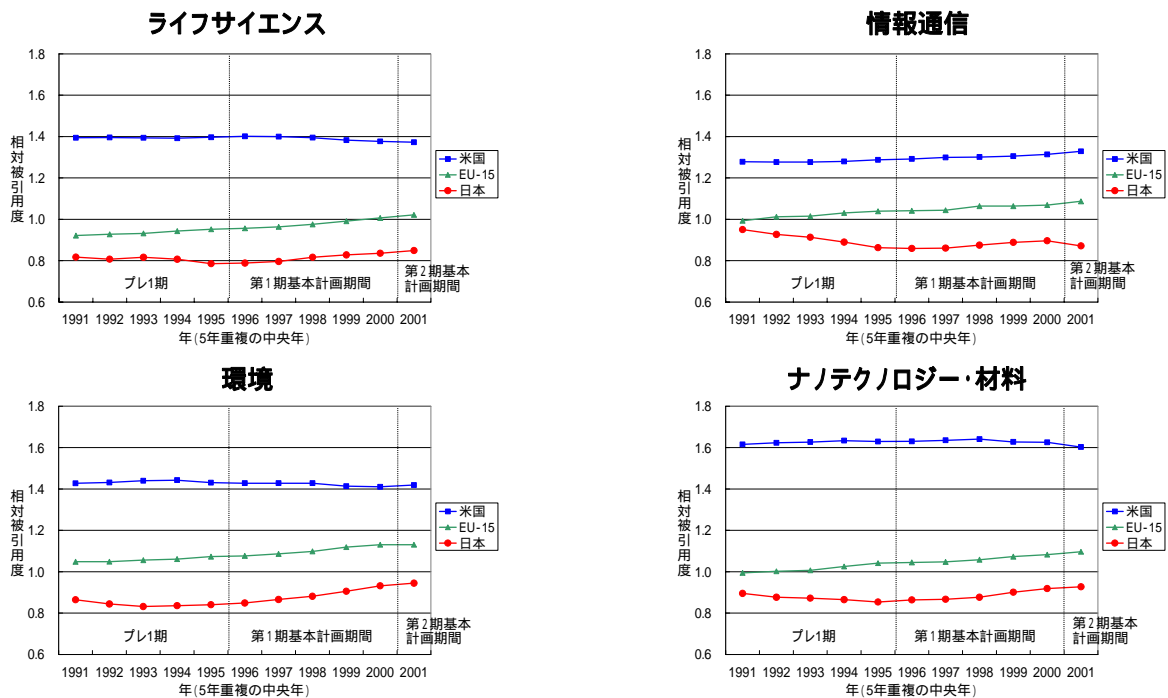 ライフサイエンス
1.8
1.6
1.4
1.2
1.0
0.8
0.6
相対被引用度
米国
EU-15
日本
プレ1期
第1期基本計画期間
第2期基本
計画期間
1991 1992 1993 1994 1995 1996 1997 1998 1999 2000 2001
年(5年重複の中央年)
情報通信
1.8
1.6
1.4
1.2
1.0
0.8
0.6
相対被引用度
米国
EU-15
日本
プレ1期
第1期基本計画期間
第2期基本
計画期間
1991 1992 1993 1994 1995 1996 1997 1998 1999 2000 2001
年(5年重複の中央年)
環境
1.8
1.6
1.4
1.2
1.0
0.8
0.6
相対被引用度
米国
EU-15
日本
プレ1期
第1期基本計画期間
第2期基本
計画期間
1991 1992 1993 1994 1995 1996 1997 1998 1999 2000 2001
年(5年重複の中央年)
ナノテクノロジー・材料
1.8
1.6
1.4
1.2
1.0
0.8
0.6
相対被引用度
米国
EU-15
日本
プレ1期
第1期基本計画期間
第2期基本
計画期間
1991 1992 1993 1994 1995 1996 1997 1998 1999 2000 2001
年(5年重複の中央年)